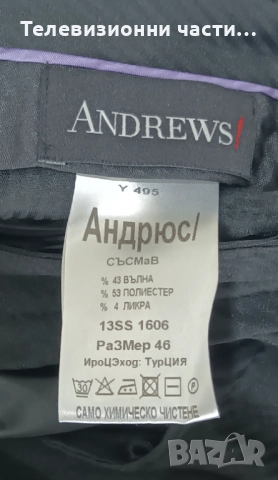 Телевизионни части...
ANDREWS!
Y 495
Андрюс/
СЪСМаВ
% 43 ВЪЛНА
% 53 ПОЛИЕСТЕР
% 4 ЛИКРА
13SS 1606
РаЗМер 46
ИроЦЭход: ТурЦИЯ
30
САМО ХИМИЧЕСКО ЧИСТЕНЕ
BAZAR